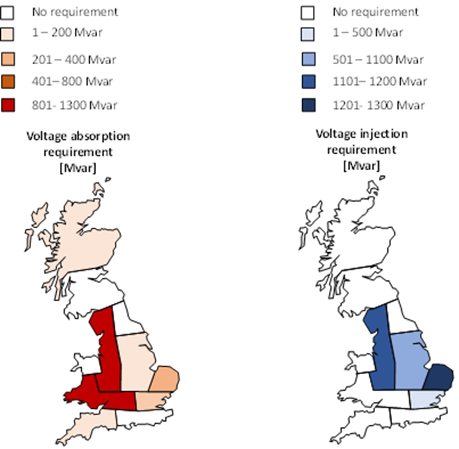 No requirement
1 – 200 Mvar
201 – 400 Mvar
401– 800 Mvar
801- 1300 Mvar
Voltage absorption
requirement
[Mvar]
No requirement
1 – 500 Mvar
501 – 1100 Mvar
1101– 1200 Mvar
1201- 1300 Mvar
Voltage injection
requirement
[Mvar]